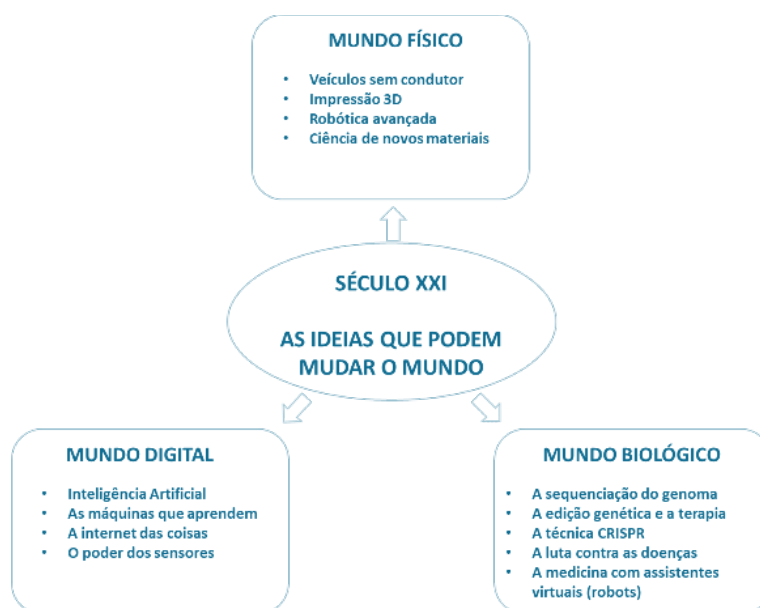 MUNDO FÍSICO
• Veículos sem condutor
• Impressão 3D
• Robótica avançada
• Ciência de novos materiais
SÉCULO XXI
AS IDEIAS QUE PODEM
MUDAR O MUNDO
MUNDO DIGITAL
• Inteligência Artificial
• As máquinas que aprendem
• A internet das coisas
• O poder dos sensores
MUNDO BIOLÓGICO
• A sequenciação do genoma
• A edição genética e a terapia
• A técnica CRISPR
• A luta contra as doenças
• A medicina com assistentes
virtuais (robots)